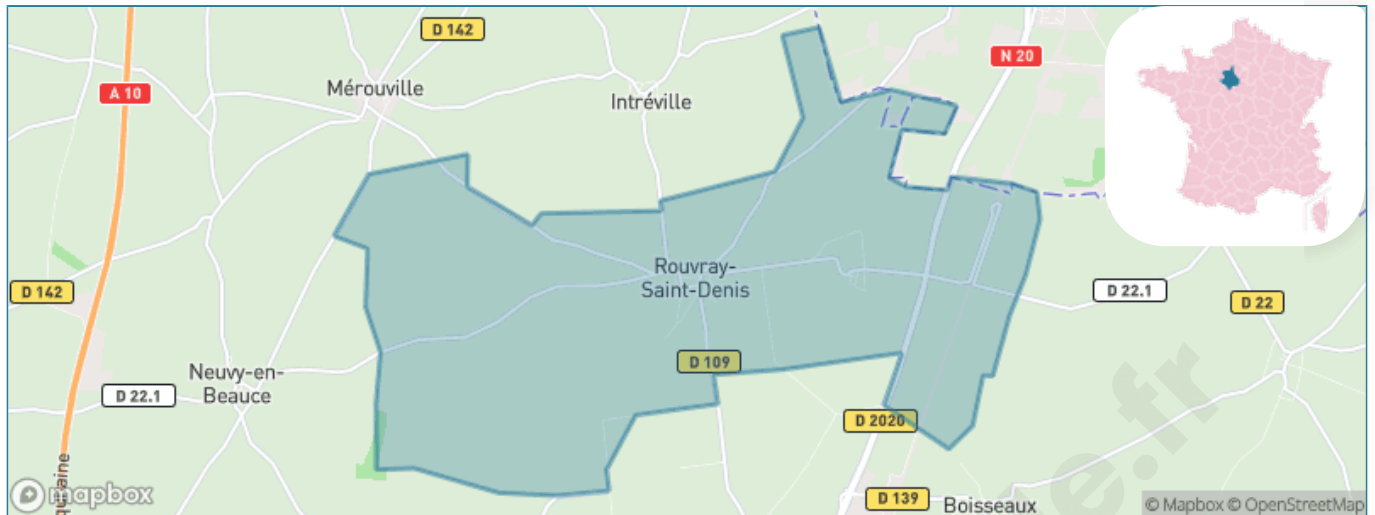 D 142
N 20
Mérouville
A 10
Intréville
Rouvray-
Saint-Denis
D 142
D 22.1
D 22
D 109
Neuvy-en-
Beauce
D 22.1
D 2020
mapbox
D 139
Boisseaux
© Mapbox © OpenStreetMap